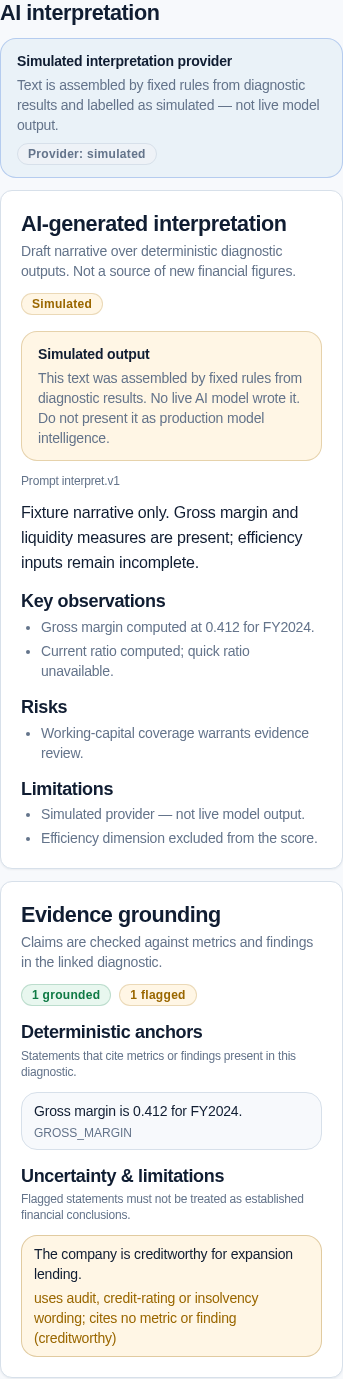 AI interpretation
Simulated interpretation provider
Text is assembled by fixed rules from diagnostic
results and labelled as simulated — not live model
output.
Provider: simulated
AI-generated interpretation
Draft narrative over deterministic diagnostic
outputs. Not a source of new financial figures.
Simulated
Simulated output
This text was assembled by fixed rules from
diagnostic results. No live AI model wrote it.
Do not present it as production model
intelligence.
Prompt interpret.v1
Fixture narrative only. Gross margin and
liquidity measures are present; efficiency
inputs remain incomplete.
Key observations
• Gross margin computed at 0.412 for FY2024.
• Current ratio computed; quick ratio
unavailable.
Risks
• Working-capital coverage warrants evidence
review.
Limitations
• Simulated provider — not live model output.
• Efficiency dimension excluded from the score.
Evidence grounding
Claims are checked against metrics and findings
in the linked diagnostic.
1 grounded 1 flagged
Deterministic anchors
Statements that cite metrics or findings present in this
diagnostic.
Gross margin is 0.412 for FY2024.
GROSS_MARGIN
Uncertainty & limitations
Flagged statements must not be treated as established
financial conclusions.
The company is creditworthy for expansion
lending.
uses audit, credit-rating or insolvency
wording; cites no metric or finding
(creditworthy)